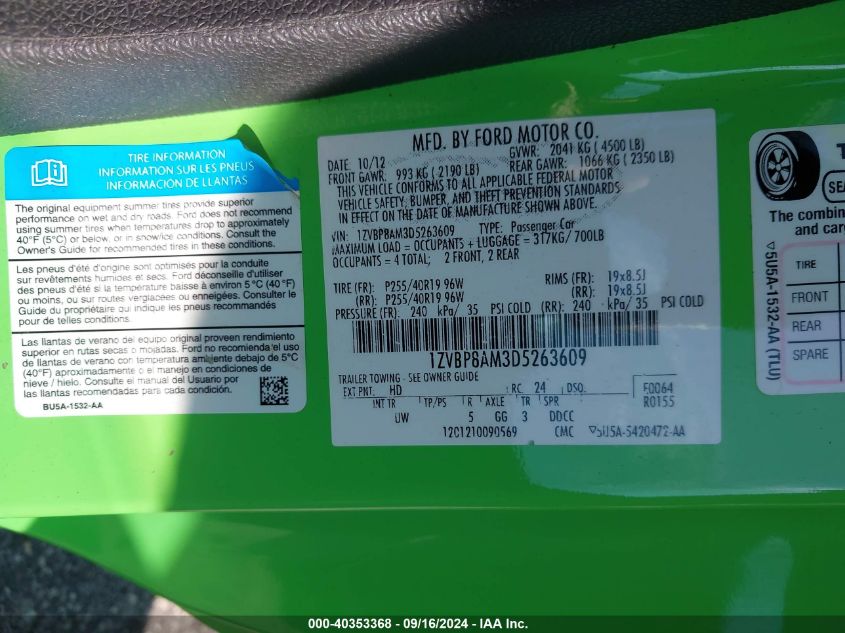 TIRE INFORMATION
INFORMATION SUR LES PNEUS
INFORMACIÓN DE LLANTAS
The original equipment summer tires provide superior
performance on wet and dry roads. Ford does not recommend
using summer tires when temperatures drop to approximately
40°F (5°C) or below, or in snow/ice conditions. Consult the
Owner's Guide for recommended tires in these conditions.
Les pneus d'été d'origine sont optimisés pour la conduite
sur revêtements humides et secs. Ford déconseille d'utiliser
des pneus d'été si la température baisse à environ 5 °C (40 °F)
ou moins, ou sur routes verglacées ou enneigées. Consulter le
Guide du propriétaire qui indique les pneus recommandés
pour de telles conditions.
Las llantas de verano del equipo original proveen rendimiento
superior en rutas secas o mojadas. Ford no recomienda usar
llantas de verano con temperatura ambiente debajo de 5°C
(40°F) approximadamente o el manejo en condiciones de
nieve / hielo. Consulte el manual del Usuario por
las llantas recomendadas para cada condición.
BU5A-1532-AA
MFD. BY FORD MOTOR CO.
DATE: 10/12 GVWR: 2041 KG (4500 LB)
FRONT GAWR: 993 KG (2190 LB) REAR GAWR: 1066 KG (2350 LB)
THIS VEHICLE CONFORMS TO ALL APPLICABLE FEDERAL MOTOR
VEHICLE SAFETY, BUMPER, AND THEFT PREVENTION STANDARDS
IN EFFECT ON THE DATE OF MANUFACTURE SHOWN ABOVE.
VIN: 1ZVBP8AM3D5263609 TYPE: Passenger Car
MAXIMUM LOAD = OCCUPANTS + LUGGAGE = 317KG/700LB
OCCUPANTS = 4 TOTAL; 2 FRONT, 2 REAR
TIRE (FR): P255/40R19 96W RIMS (FR): 19x8.5J
(RR): P255/40R19 96W (RR): 19x8.5J
PRESSURE (FR): 240 kPa/ 35 PSI COLD (RR): 240 kPa/ 35 PSI COLD
1ZVBP8AM3D5263609
TRAILER TOWING - SEE OWNER GUIDE
EXT PNT: HD RC: 24 DSO: F0064
INT TR TP/PS R AXLE TR SPR R0155
UW 5 GG 3 DDCC
12C1210090569 CMC ▽5U5A-5420472-AA
▽5U5A-1532-AA (TLU)
T
SEA
The combin
and carg
TIRE
FRONT
REAR
SPARE
000-40353368 - 09/16/2024 - IAA Inc.